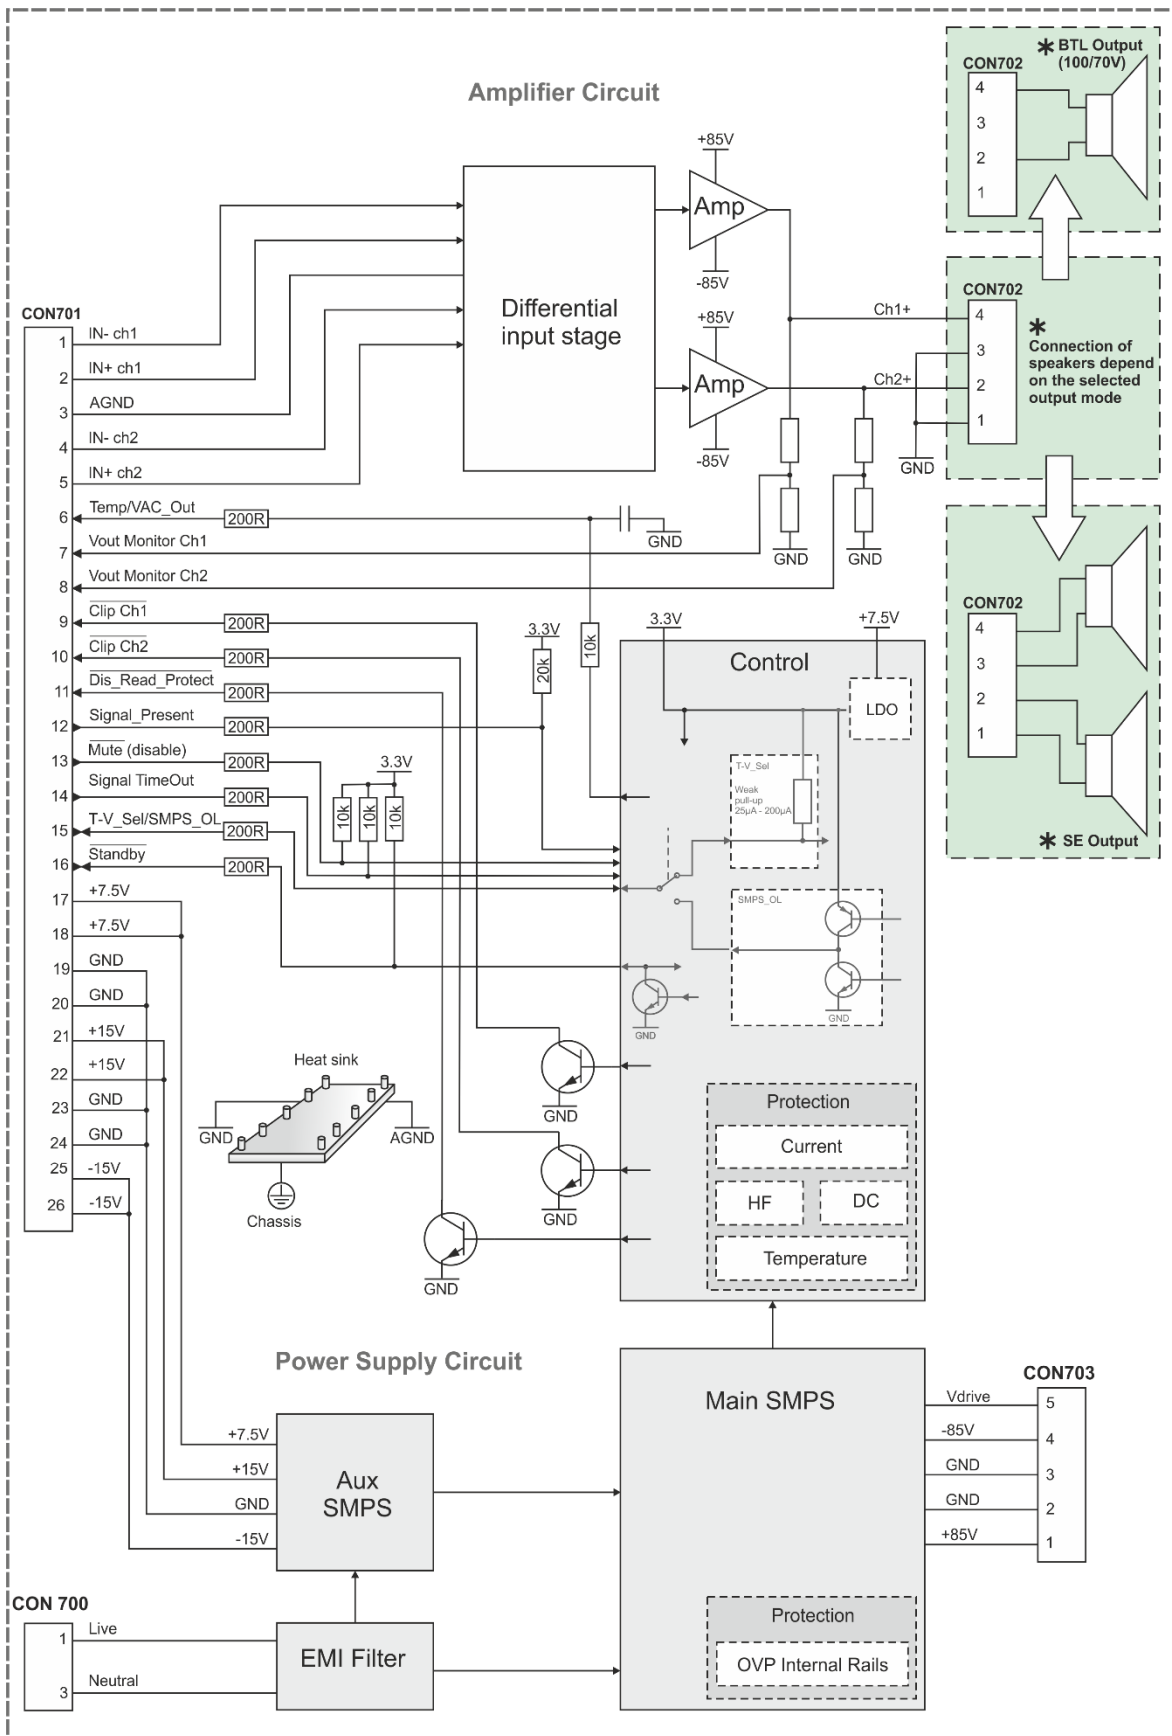 Amplifier Circuit
✱ BTL Output
(100/70V)
CON702
4
3
2
1
+85V
Amp
-85V
Differential
input stage
+85V
Amp
-85V
Ch1+
Ch2+
GND
CON702
4
3
2
1
✱
Connection of
speakers depend
on the selected
output mode
CON702
4
3
2
1
✱ SE Output
CON701
1 IN- ch1
2 IN+ ch1
3 AGND
4 IN- ch2
5 IN+ ch2
6 Temp/VAC_Out 200R
GND
GND
GND
7 Vout Monitor Ch1
8 Vout Monitor Ch2
9 Clip Ch1 200R
10 Clip Ch2 200R
11 Dis_Read_Protect 200R
12 Signal_Present 200R
13 Mute (disable) 200R
14 Signal TimeOut 200R
15 T-V_Sel/SMPS_OL 200R
16 Standby 200R
17 +7.5V
18 +7.5V
19 GND
20 GND
21 +15V
22 +15V
23 GND
24 GND
25 -15V
26 -15V
3.3V
20k
10k
3.3V
10k
10k
10k
3.3V
+7.5V
Control
LDO
T-V_Sel
Weak
pull-up
25µA - 200µA
SMPS_OL
GND
GND
GND
GND
GND
Heat sink
GND
AGND
Chassis
Protection
Current
HF
DC
Temperature
Power Supply Circuit
+7.5V
+15V
GND
-15V
Aux
SMPS
Main SMPS
CON703
Vdrive 5
-85V 4
GND 3
GND 2
+85V 1
CON 700
1 Live
3 Neutral
EMI Filter
Protection
OVP Internal Rails